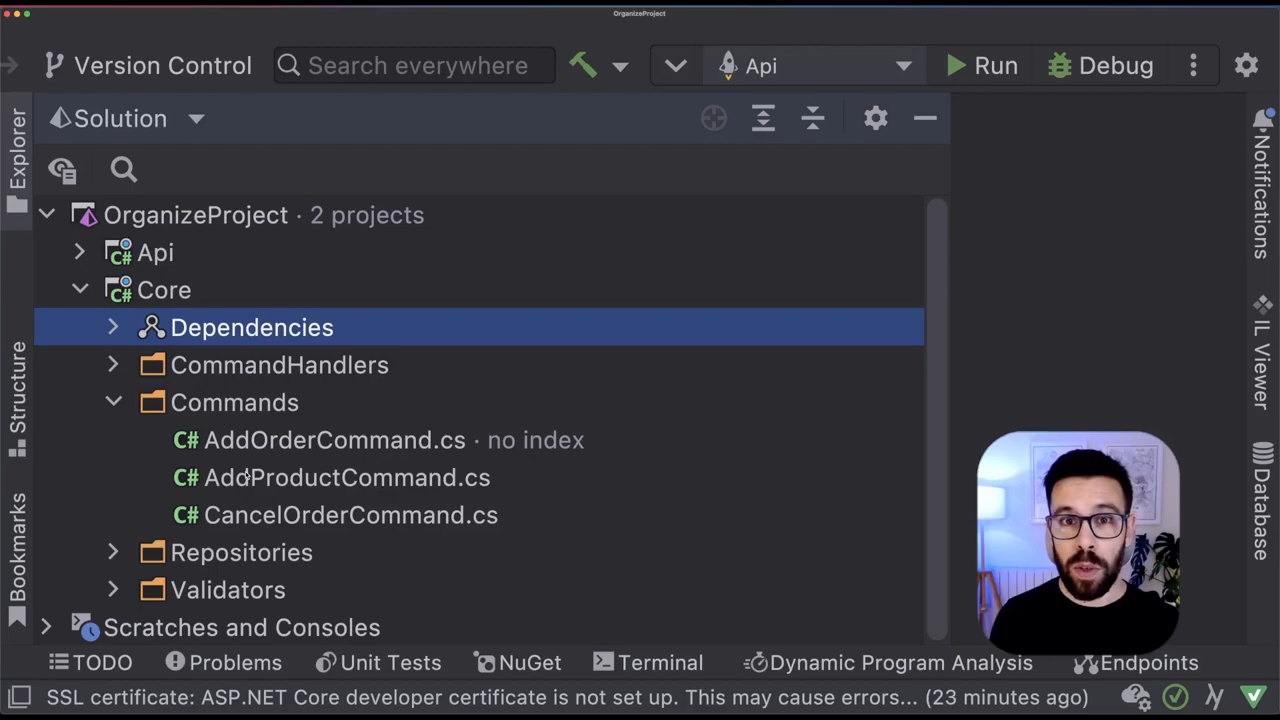 OrganizeProject
Version Control
Search everywhere
Api
Run
Debug
Explorer
Solution
Notifications
OrganizeProject · 2 projects
C# Api
C# Core
Dependencies
CommandHandlers
Commands
C# AddOrderCommand.cs · no index
C# AddProductCommand.cs
C# CancelOrderCommand.cs
Repositories
Validators
Scratches and Consoles
Structure
Bookmarks
IL Viewer
Database
TODO
Problems
Unit Tests
NuGet
Terminal
Dynamic Program Analysis
Endpoints
SSL certificate: ASP.NET Core developer certificate is not set up. This may cause errors... (23 minutes ago)